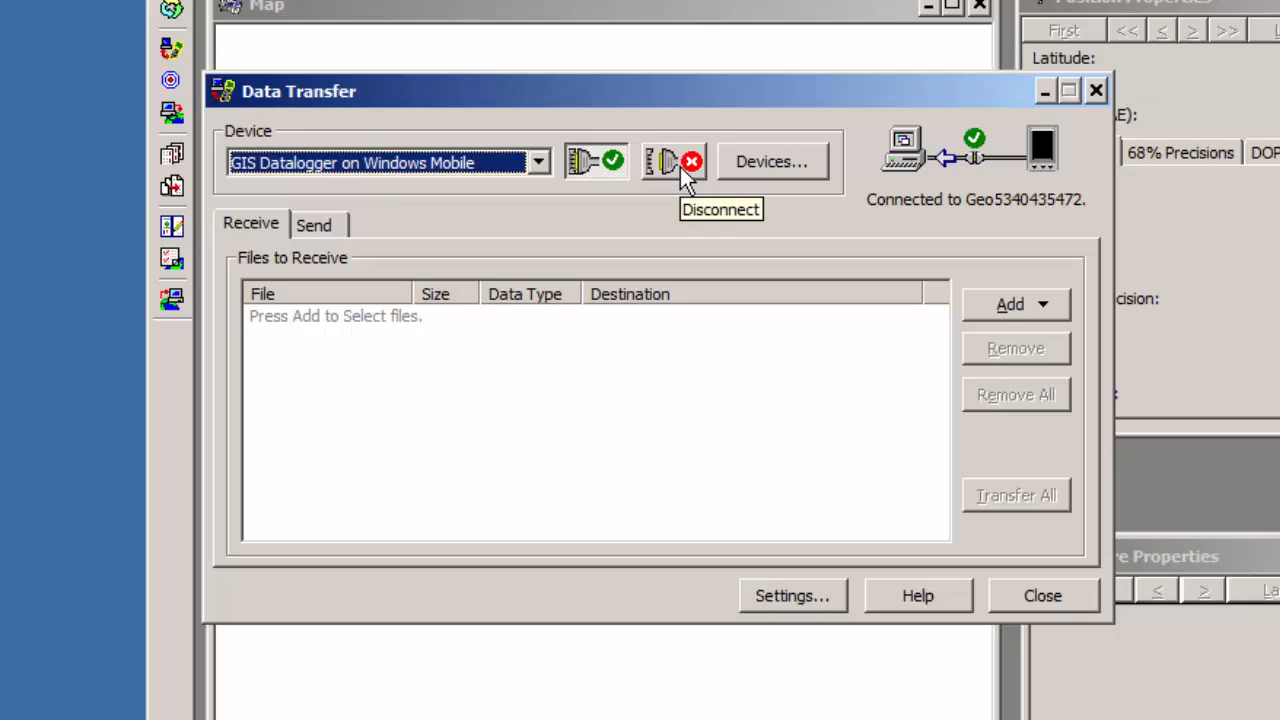 Map
First << < > >>
Latitude:
Data Transfer
Device
GIS Datalogger on Windows Mobile
Devices...
Connected to Geo5340435472.
68% Precisions
DOP
Disconnect
Receive
Send
Files to Receive
File Size Data Type Destination
Press Add to Select files.
Add
Remove
Remove All
Transfer All
cision:
re Properties
< > La
Settings...
Help
Close